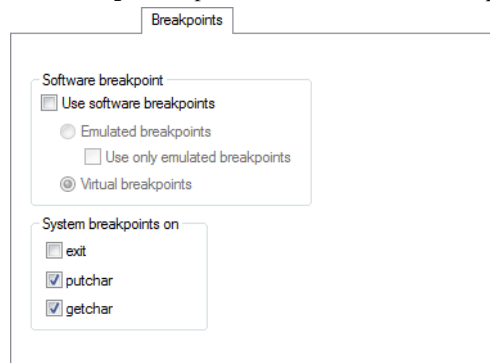 Breakpoints
Software breakpoint
Use software breakpoints
Emulated breakpoints
Use only emulated breakpoints
Virtual breakpoints
System breakpoints on
exit
putchar
getchar